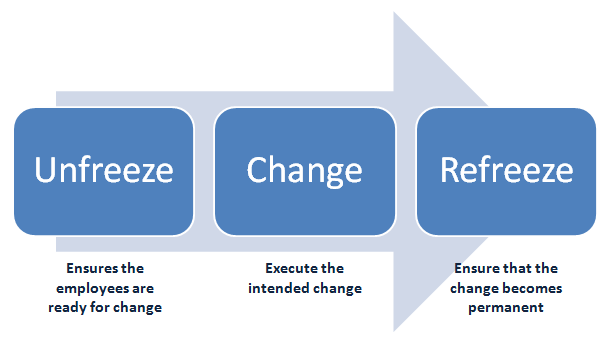 Unfreeze
Change
Refreeze
Ensures the
employees are
ready for change
Execute the
intended change
Ensure that the
change becomes
permanent